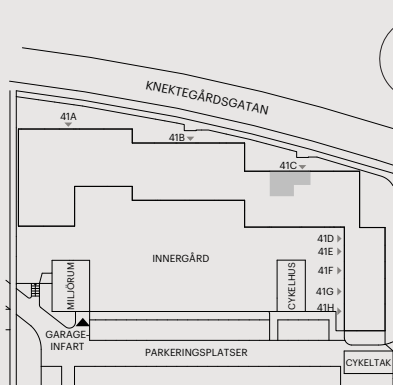 KNEKTEGÅRDSGATAN
41A
41B
41C
41D
41E
INNERGÅRD
41F
MILJÖRUM
CYKELHUS
41G
41H
GARAGE-
INFART
PARKERINGSPLATSER
CYKELTAK